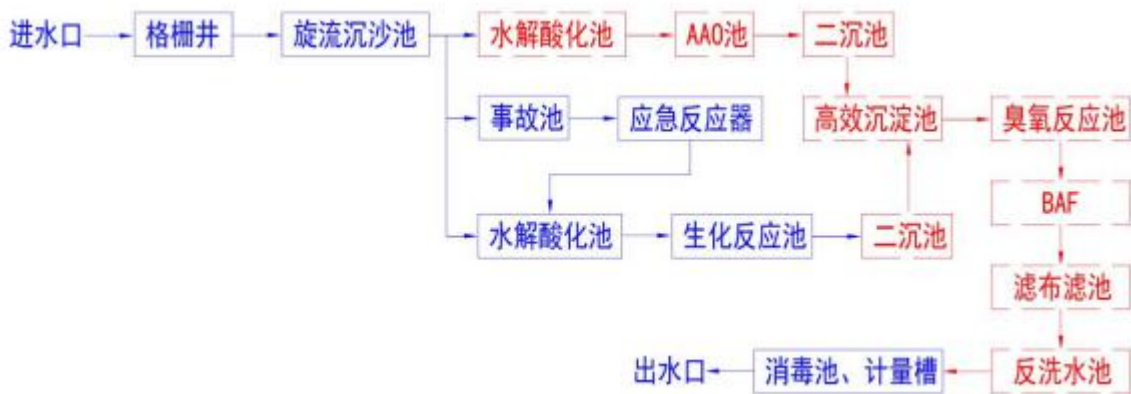 进水口 格栅井 旋流沉沙池 水解酸化池 AAO池 二沉池
事故池 应急反应器 高效沉淀池 臭氧反应池
BAF
水解酸化池 生化反应池 二沉池
滤布滤池
出水口 消毒池、计量槽 反洗水池